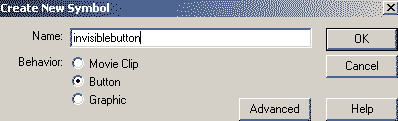 Create New Symbol
Name: invisiblebutton OK
Behavior: Movie Clip Cancel
Button
Graphic
Advanced Help